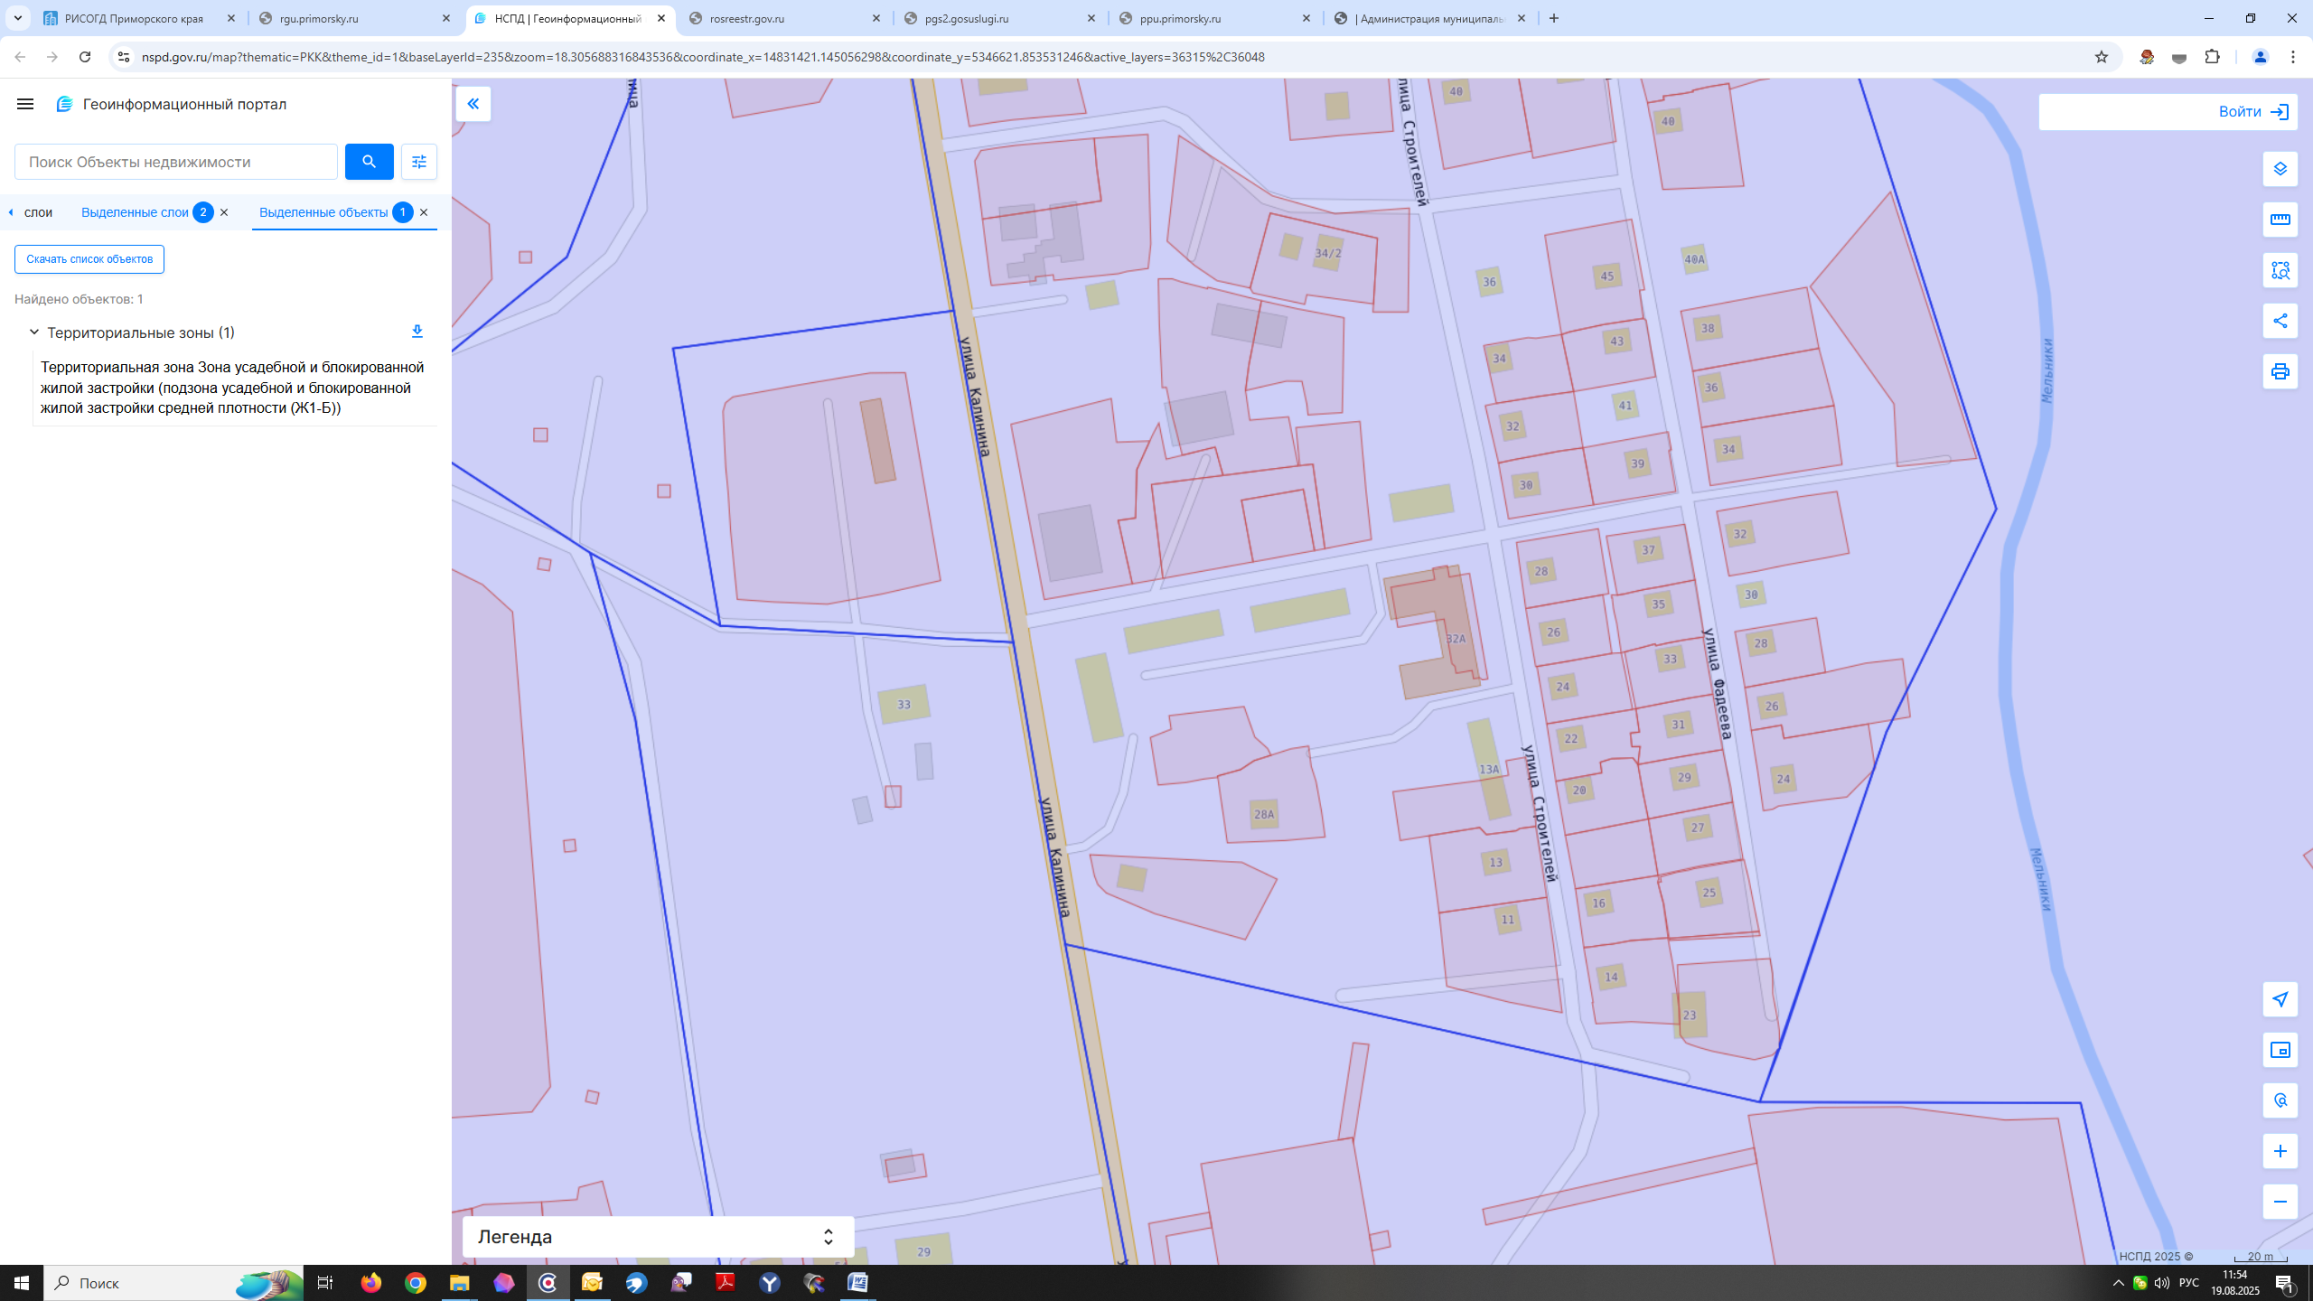 РИСОГД Приморского края
rgu.primorsky.ru
НСПД | Геоинформационный
rosreestr.gov.ru
pgs2.gosuslugi.ru
ppu.primorsky.ru
| Администрация муниципаль
nspd.gov.ru/map?thematic=PKK&theme_id=1&baseLayerId=235&zoom=18.305688316843536&coordinate_x=14831421.145056298&coordinate_y=5346621.853531246&active_layers=36315%2C36048
Геоинформационный портал
Войти
Поиск Объекты недвижимости
слои
Выделенные слои 2
Выделенные объекты 1
Скачать список объектов
Найдено объектов: 1
Территориальные зоны (1)
Территориальная зона Зона усадебной и блокированной
жилой застройки (подзона усадебной и блокированной
жилой застройки средней плотности (Ж1-Б))
ица
лица Строителей
40
40
34/2
36
45
40А
38
43
34
36
41
32
34
39
30
улица Калинина
Мельники
32
37
28
30
35
26
32А
28
33
24
26
31
22
улица Фадеева
33
13А
29
24
20
28А
27
улица Строителей
улица Калинина
13
25
16
11
Мельники
14
23
29
Легенда
НСПД 2025 ©
20 m
Поиск
РУС
11:54
19.08.2025
1